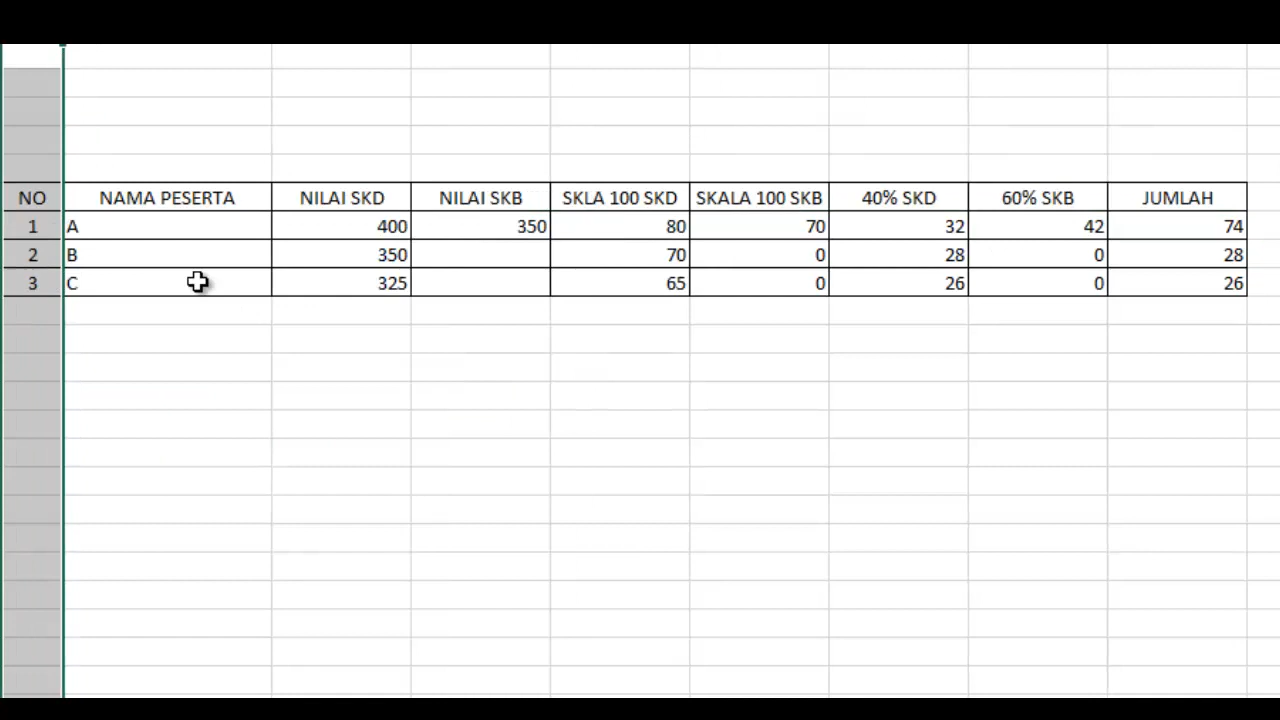 NO NAMA PESERTA NILAI SKD NILAI SKB SKLA 100 SKD SKALA 100 SKB 40% SKD 60% SKB JUMLAH
1 A 400 350 80 70 32 42 74
2 B 350 70 0 28 0 28
3 C 325 65 0 26 0 26